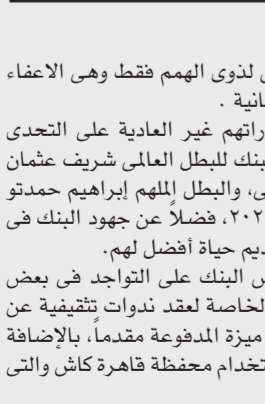 لذوى الهمم فقط وهى الاعفاء
انية .
راتهم غير العادية على التحدى
بنك للبطل العالمى شريف عثمان
ى، والبطل الملهم إبراهيم حمدتو
٢٠٢، فضلاً عن جهود البنك فى
ديم حياة أفضل لهم.
س البنك على التواجد فى بعض
لخاصة لعقد ندوات تثقيفية عن
ميزة المدفوعة مقدماً، بالإضافة
تخدام محفظة قاهرة كاش والتى